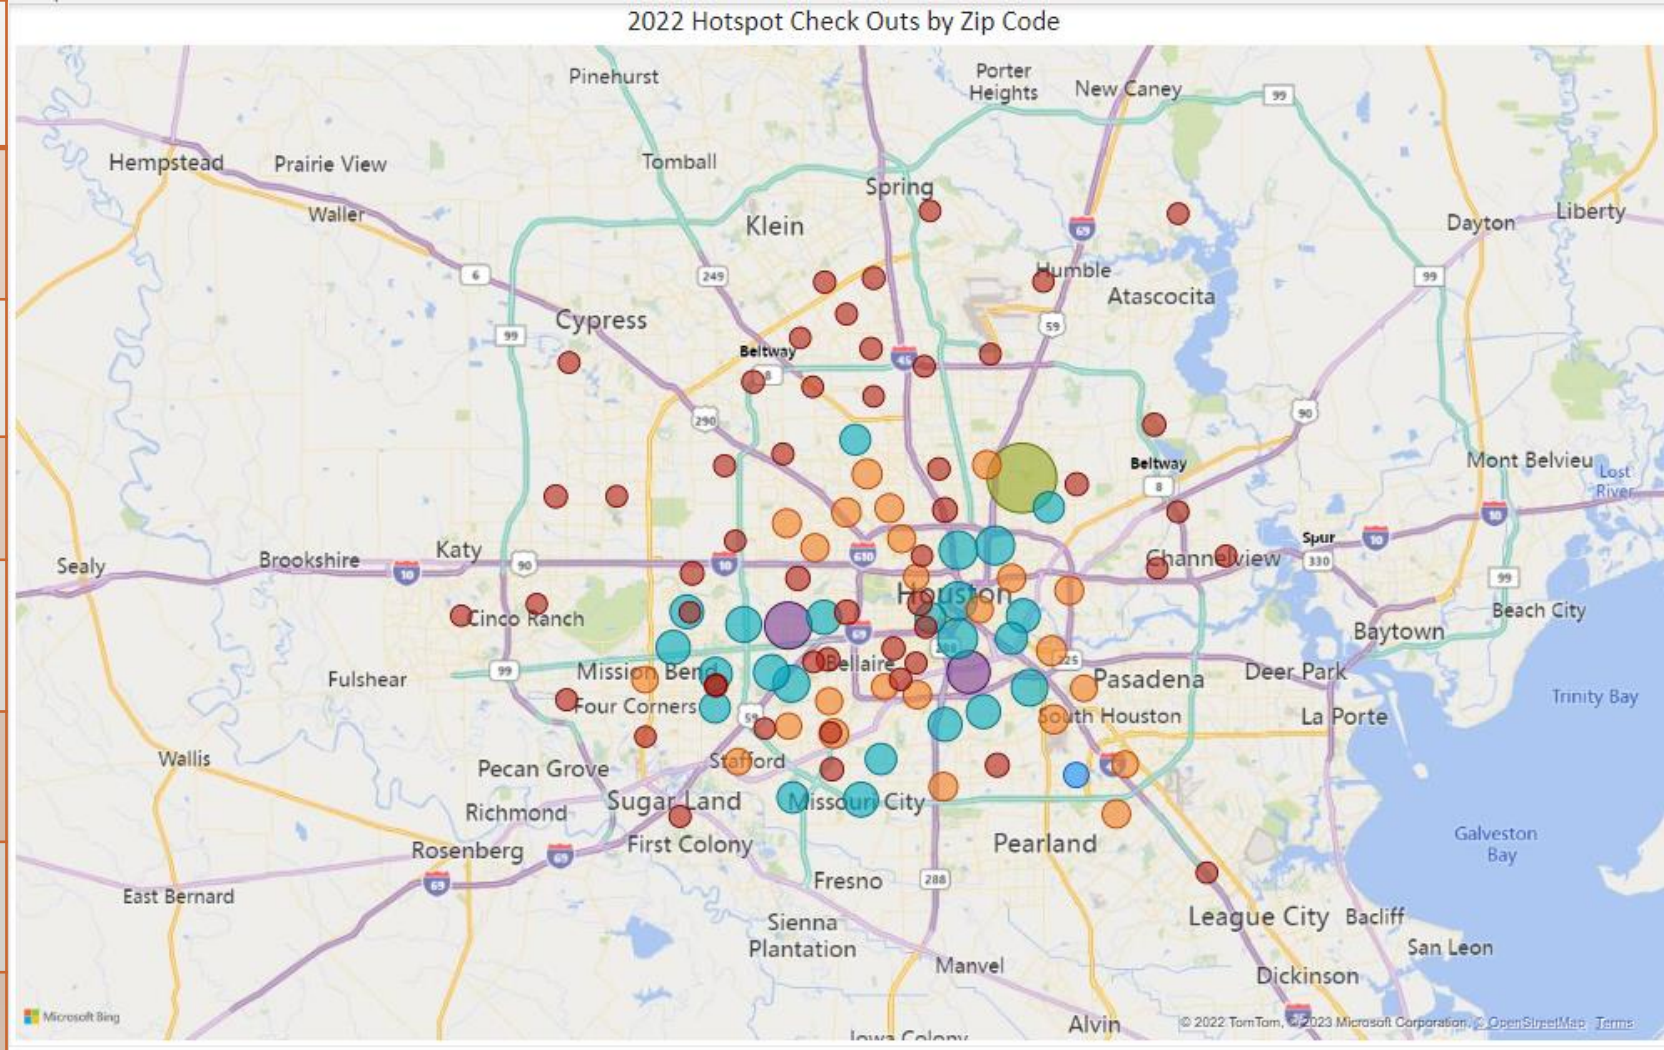 2022 Hotspot Check Outs by Zip Code
Pinehurst
Porter
Heights
New Caney
99
Hempstead
Prairie View
Tomball
Spring
Waller
Klein
69
Dayton
Liberty
6
249
Humble
Atascocita
99
99
Cypress
59
Beltway
8
45
290
90
Mont Belvieu
Beltway
8
Lost
River
10
Sealy
Brookshire
Katy
90
10
10
610
Channelview
Spur
330
10
99
Houston
Cinco Ranch
Beach City
69
Baytown
288
99
Fulshear
Mission Bend
Bellaire
225
Pasadena
Deer Park
Trinity Bay
Four Corners
59
South Houston
La Porte
Wallis
Pecan Grove
Stafford
Sugar Land
Missouri City
Richmond
First Colony
Pearland
Galveston
Bay
Rosenberg
69
69
Fresno
288
East Bernard
Sienna
Plantation
League City
Bacliff
San Leon
Manvel
Dickinson
Microsoft Bing
Alvin
© 2022 TomTom, © 2023 Microsoft Corporation, © OpenStreetMap Terms
Iowa Colony